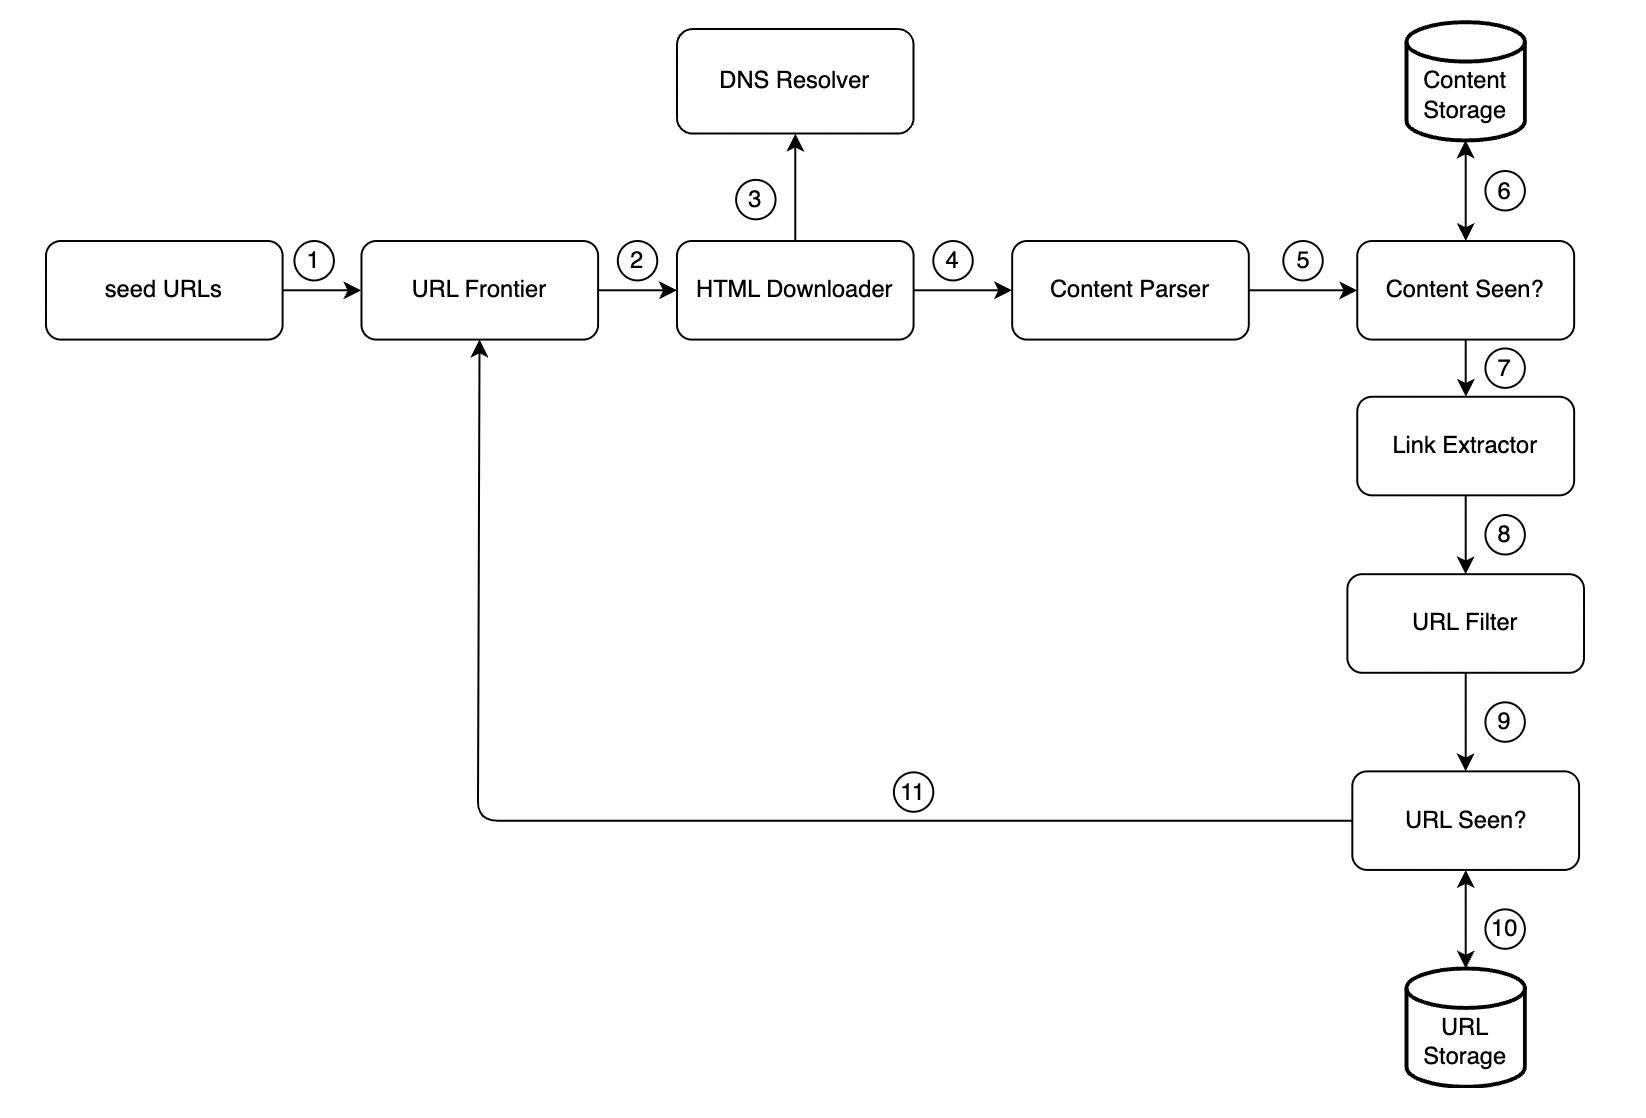 DNS Resolver
Content
Storage
3
6
seed URLs
1
URL Frontier
2
HTML Downloader
4
Content Parser
5
Content Seen?
7
Link Extractor
8
URL Filter
9
11
URL Seen?
10
URL
Storage